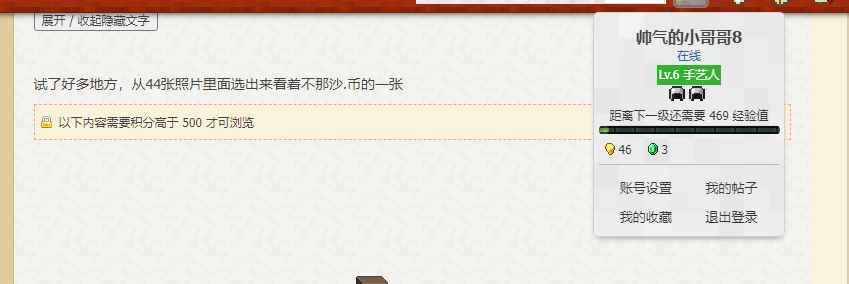 展开 / 收起隐藏文字
试了好多地方，从44张照片里面选出来看着不那沙.币的一张
以下内容需要积分高于 500 才可浏览
帅气的小哥哥8
在线
Lv.6 手艺人
距离下一级还需要 469 经验值
46 3
账号设置 我的帖子
我的收藏 退出登录